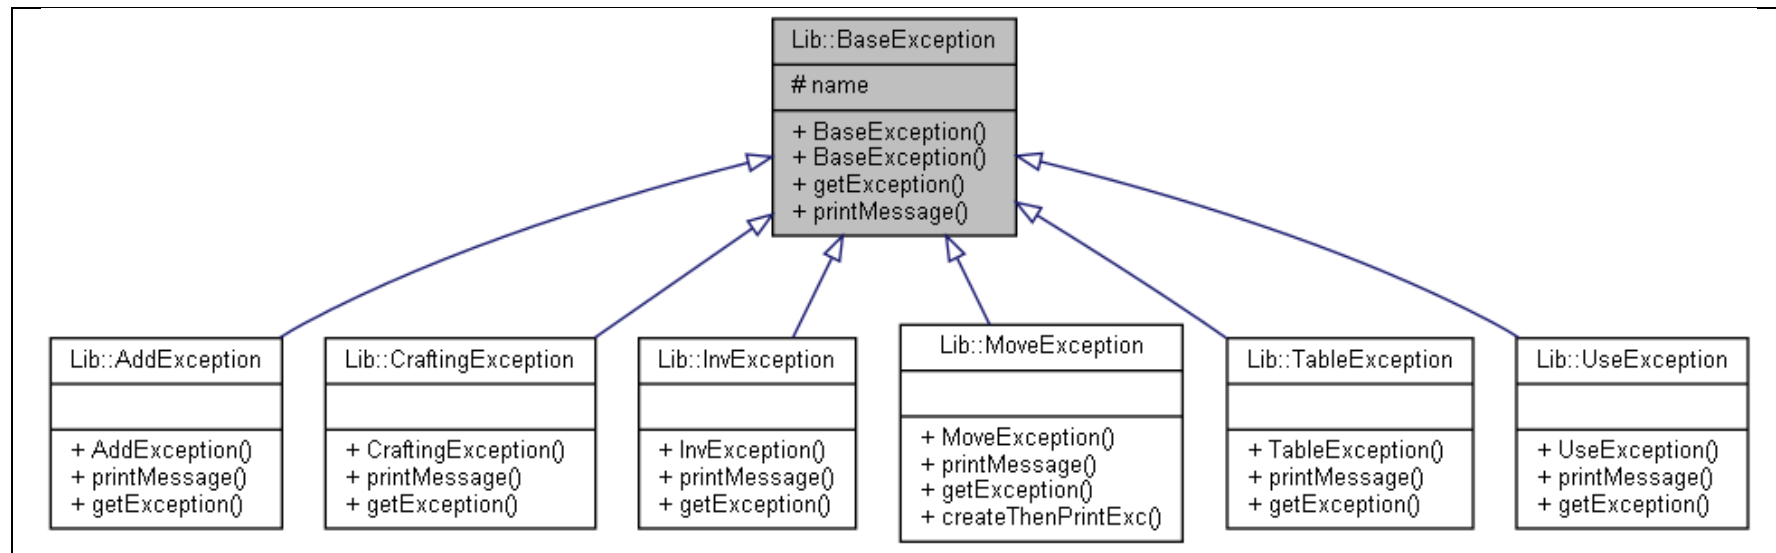 Lib::BaseException
# name
+ BaseException()
+ BaseException()
+ getException()
+ printMessage()
Lib::AddException
+ AddException()
+ printMessage()
+ getException()
Lib::CraftingException
+ CraftingException()
+ printMessage()
+ getException()
Lib::InvException
+ InvException()
+ printMessage()
+ getException()
Lib::MoveException
+ MoveException()
+ printMessage()
+ getException()
+ createThenPrintExc()
Lib::TableException
+ TableException()
+ printMessage()
+ getException()
Lib::UseException
+ UseException()
+ printMessage()
+ getException()